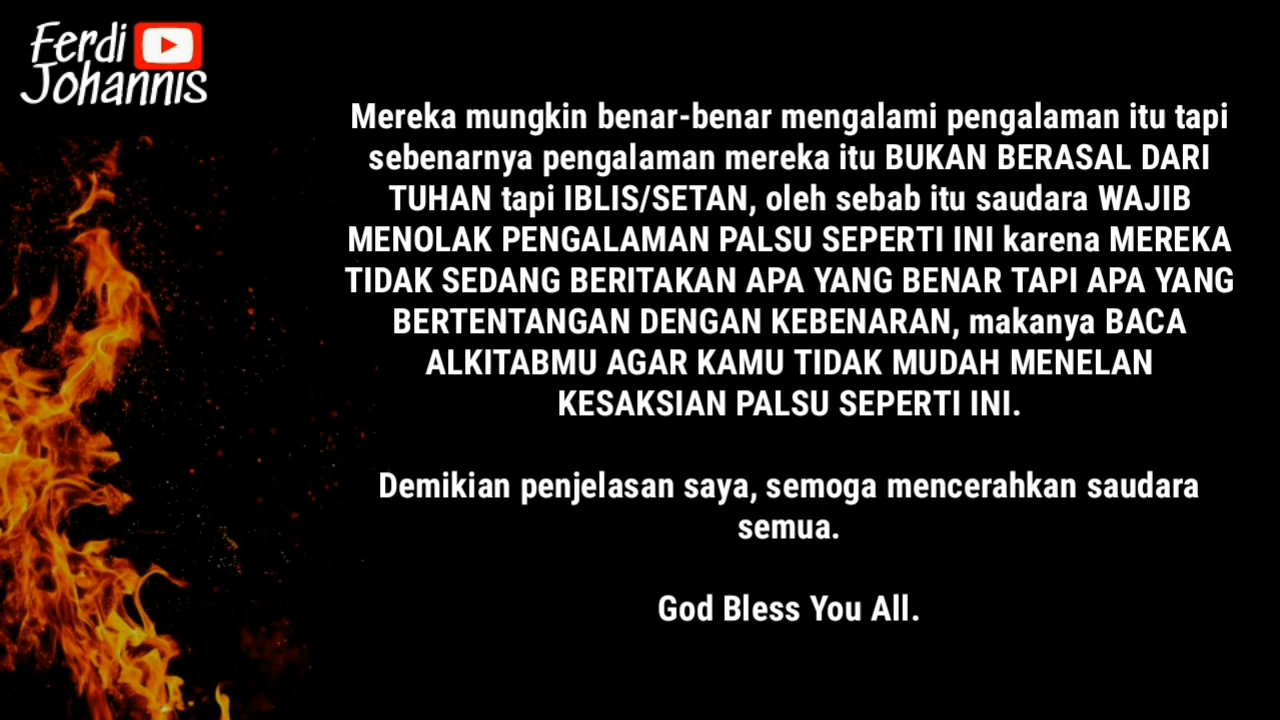 Ferdi
Johannis
Mereka mungkin benar-benar mengalami pengalaman itu tapi
sebenarnya pengalaman mereka itu BUKAN BERASAL DARI
TUHAN tapi IBLIS/SETAN, oleh sebab itu saudara WAJIB
MENOLAK PENGALAMAN PALSU SEPERTI INI karena MEREKA
TIDAK SEDANG BERITAKAN APA YANG BENAR TAPI APA YANG
BERTENTANGAN DENGAN KEBENARAN, makanya BACA
ALKITABMU AGAR KAMU TIDAK MUDAH MENELAN
KESAKSIAN PALSU SEPERTI INI.
Demikian penjelasan saya, semoga mencerahkan saudara
semua.
God Bless You All.